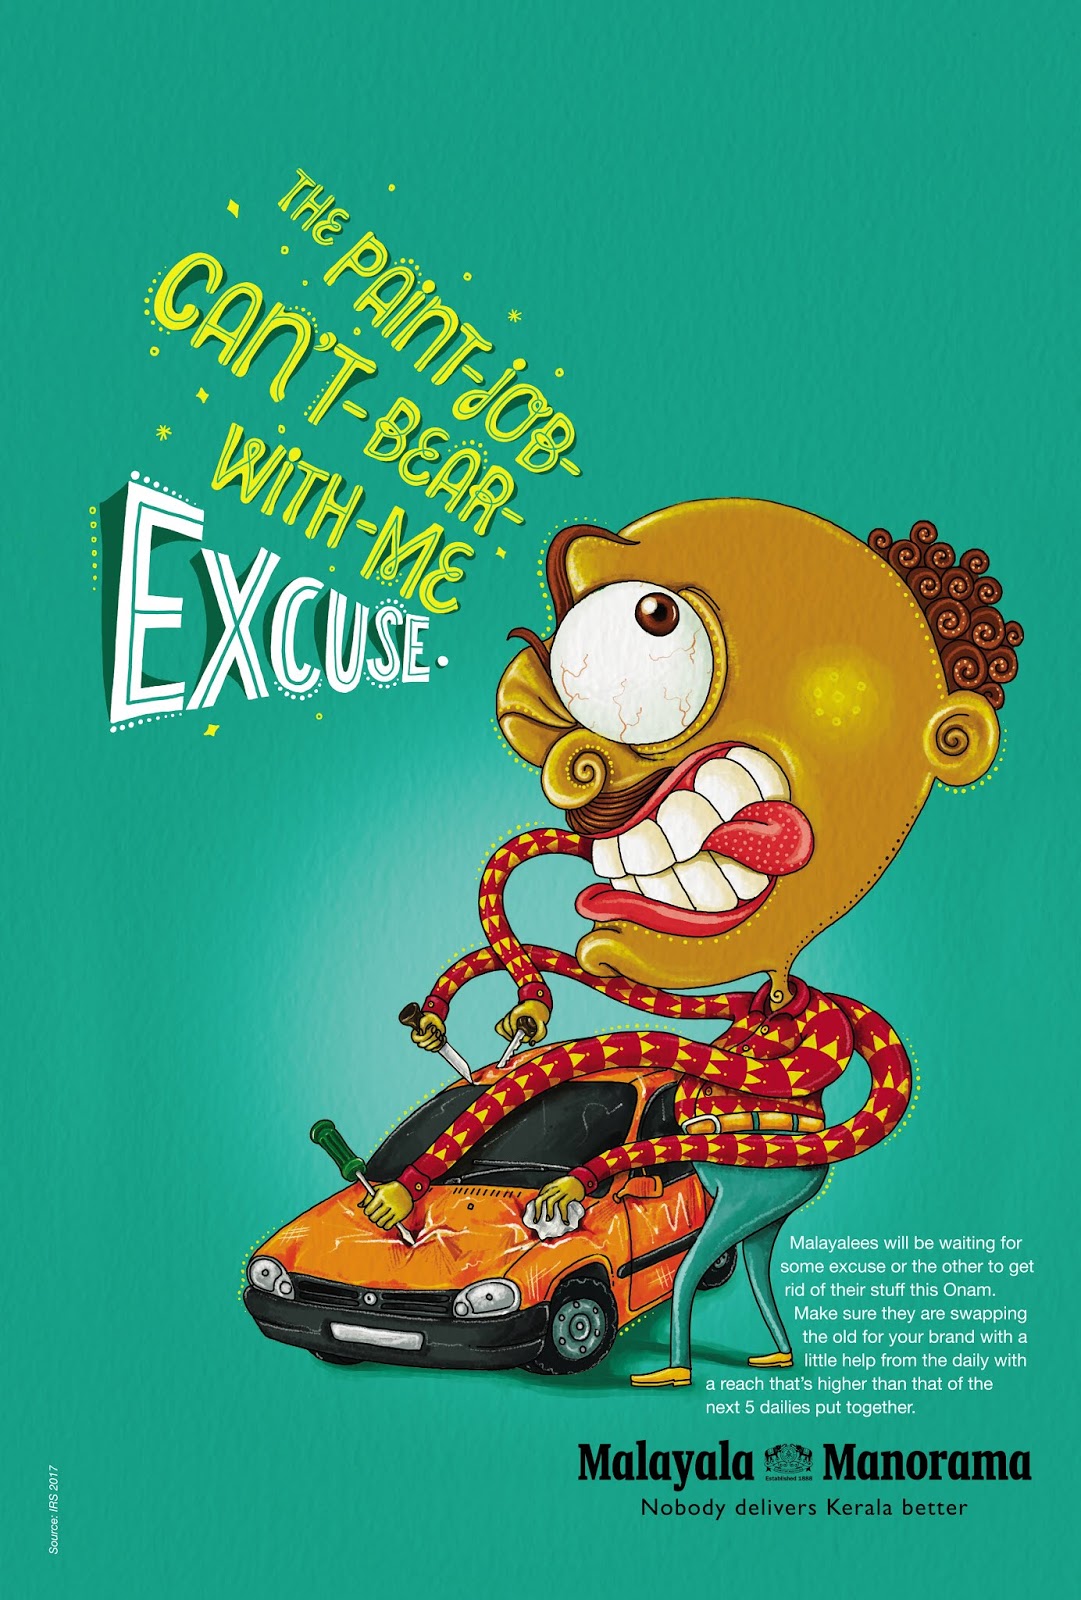 THE PAINT-JOB-
CAN'T-BEAR-
WITH-ME
EXCUSE.
Malayalees will be waiting for
some excuse or the other to get
rid of their stuff this Onam.
Make sure they are swapping
the old for your brand with a
little help from the daily with
a reach that's higher than that of the
next 5 dailies put together.
Malayala Manorama
Established 1888
Nobody delivers Kerala better
Source: IRS 2017